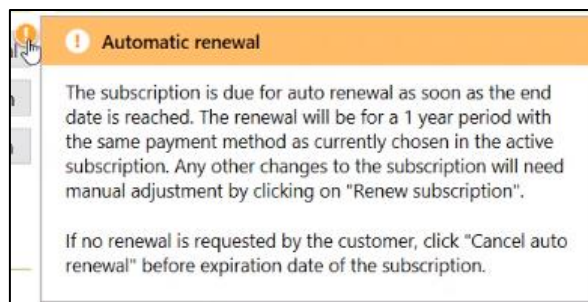 Automatic renewal
The subscription is due for auto renewal as soon as the end
date is reached. The renewal will be for a 1 year period with
the same payment method as currently chosen in the active
subscription. Any other changes to the subscription will need
manual adjustment by clicking on "Renew subscription".
If no renewal is requested by the customer, click "Cancel auto
renewal" before expiration date of the subscription.